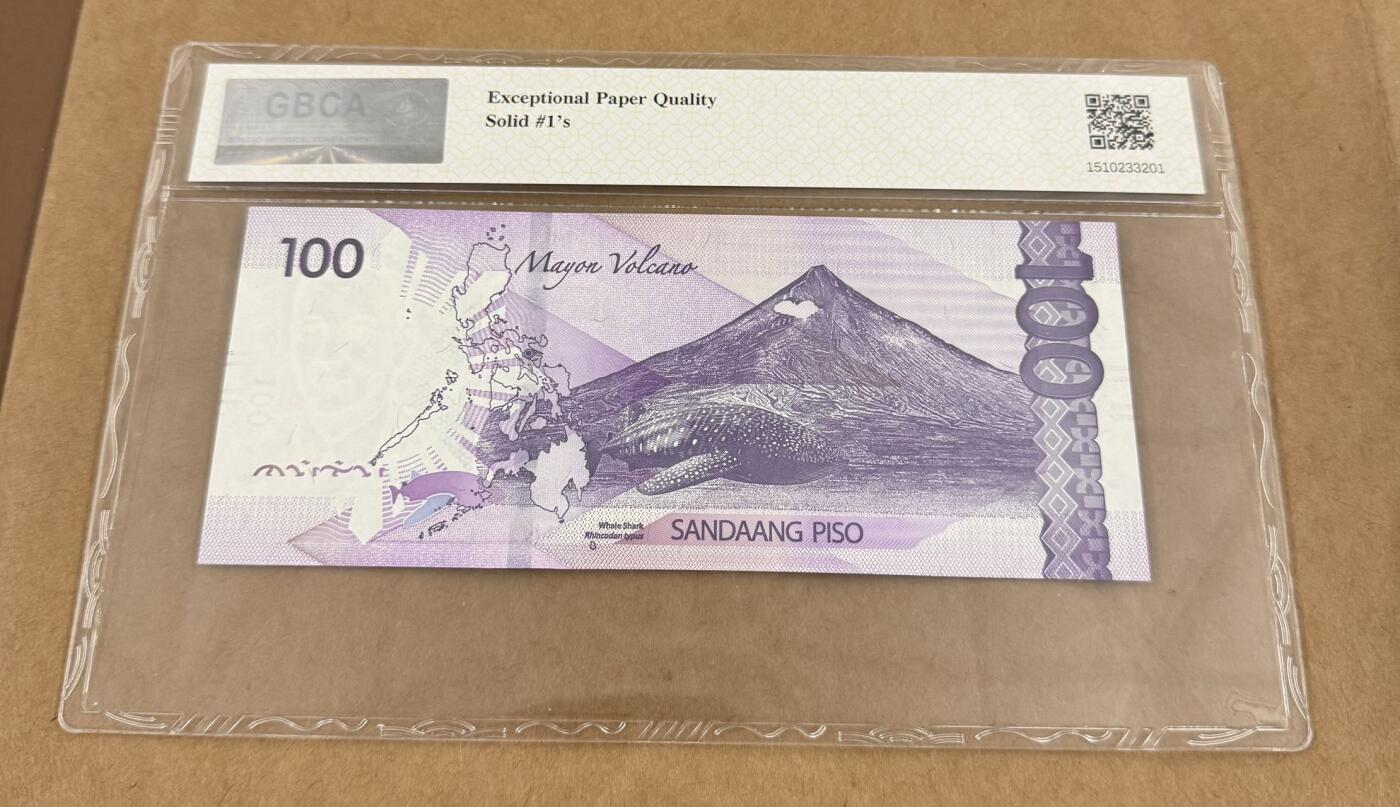 GBCA
Exceptional Paper Quality
Solid #1's
1510233201
100
Mayon Volcano
100
Whale Shark
Rhincodon typus
SANDAANG PISO